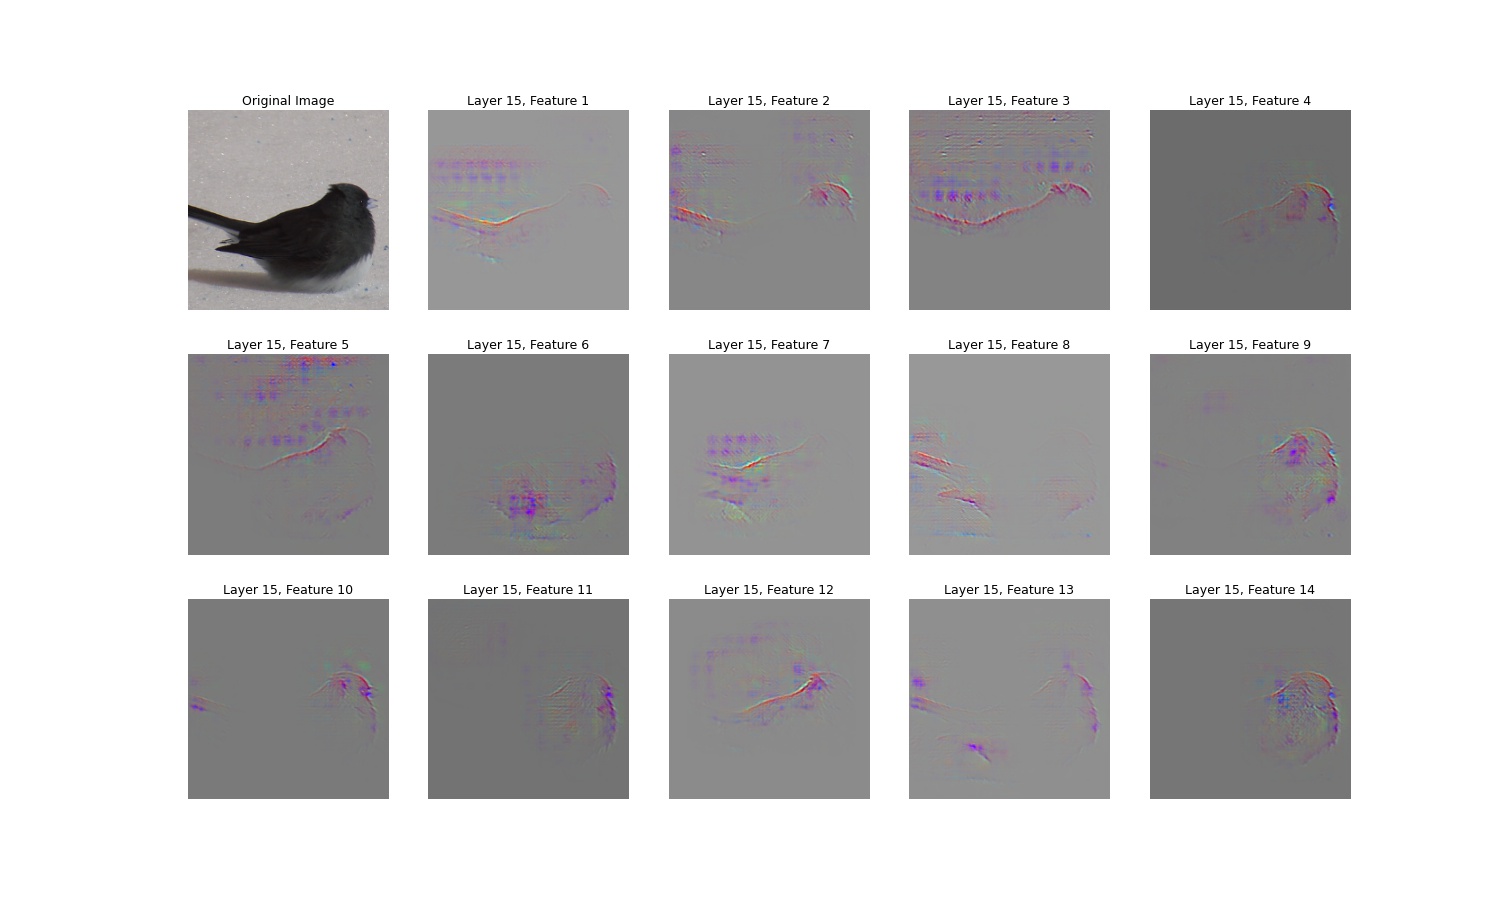 Original Image
Layer 15, Feature 1
Layer 15, Feature 2
Layer 15, Feature 3
Layer 15, Feature 4
Layer 15, Feature 5
Layer 15, Feature 6
Layer 15, Feature 7
Layer 15, Feature 8
Layer 15, Feature 9
Layer 15, Feature 10
Layer 15, Feature 11
Layer 15, Feature 12
Layer 15, Feature 13
Layer 15, Feature 14